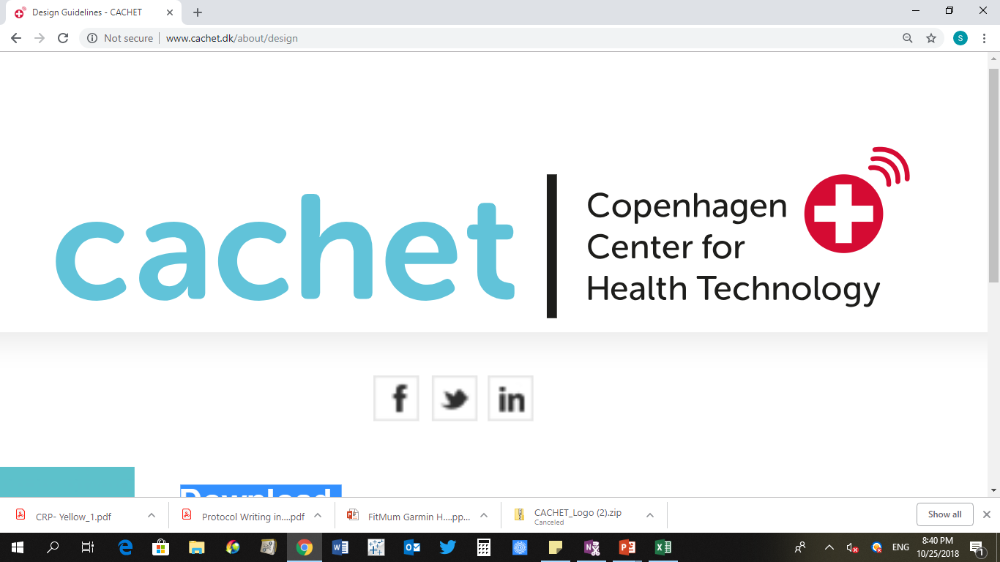 Design Guidelines - CACHET
Not secure
www.cachet.dk/about/design
S
cachet
Copenhagen
Center for
Health Technology
f
in
Download
CRP- Yellow_1.pdf
Protocol Writing in....pdf
FitMum Garmin H....pp...
CACHET_Logo (2).zip
Canceled
Show all
ENG
8:40 PM
10/25/2018
1